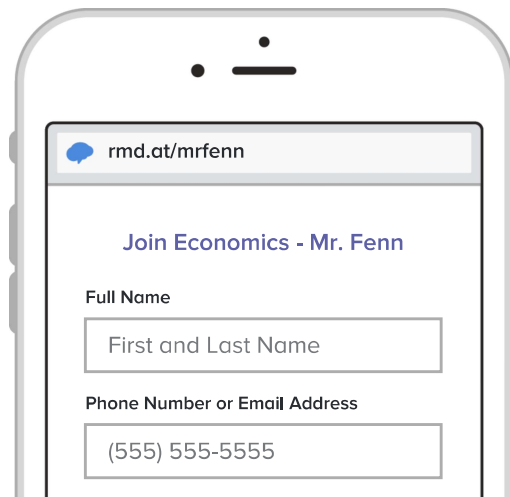 rmd.at/mrfenn
Join Economics - Mr. Fenn
Full Name
First and Last Name
Phone Number or Email Address
(555) 555-5555